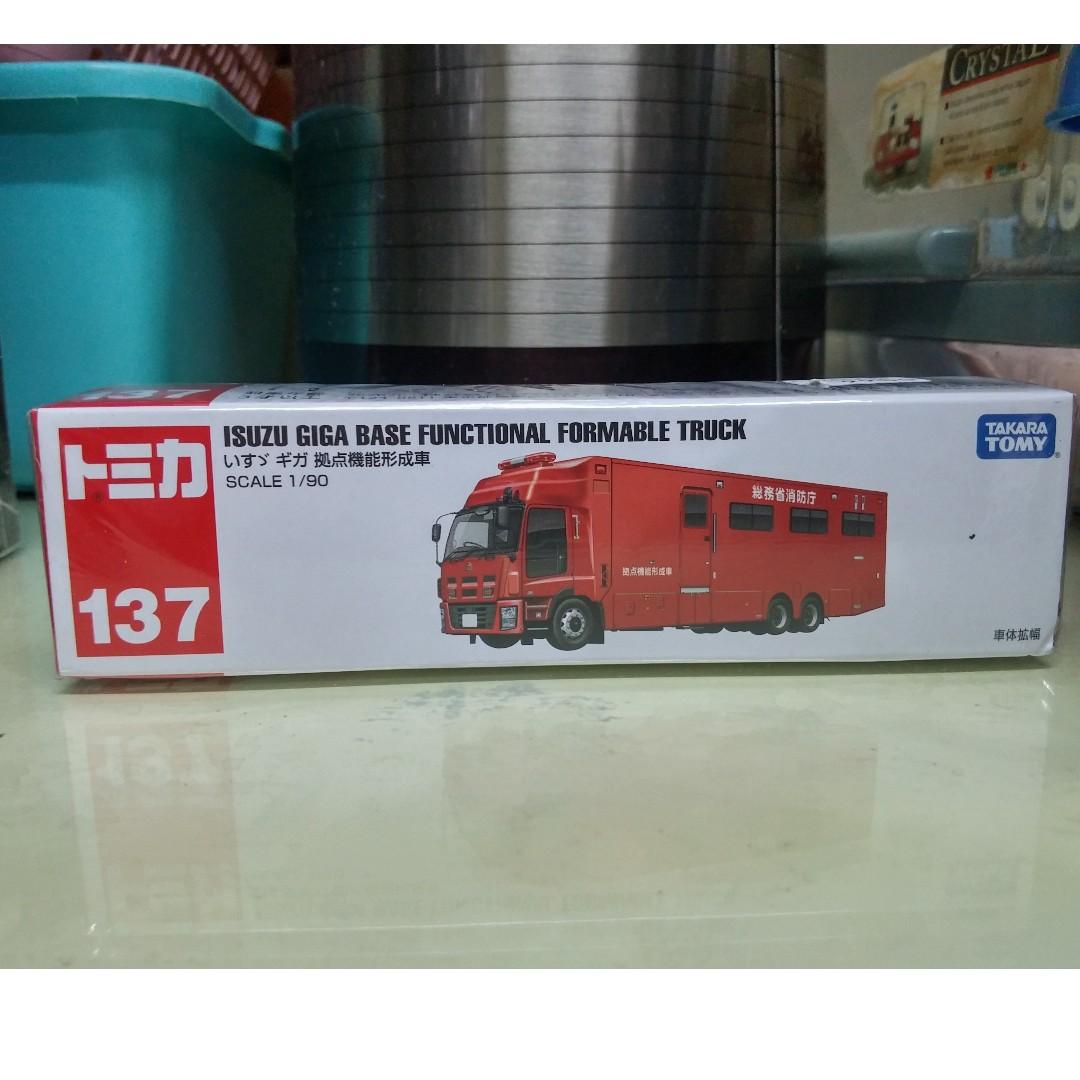 CRYSTAL
137
ISUZU GIGA BASE FUNCTIONAL FORMABLE TRUCK
いすゞ ギガ 拠点機能形成車
SCALE 1/90
トミカ
137
TAKARA
TOMY
総務省消防庁
拠点機能形成車
車体拡幅